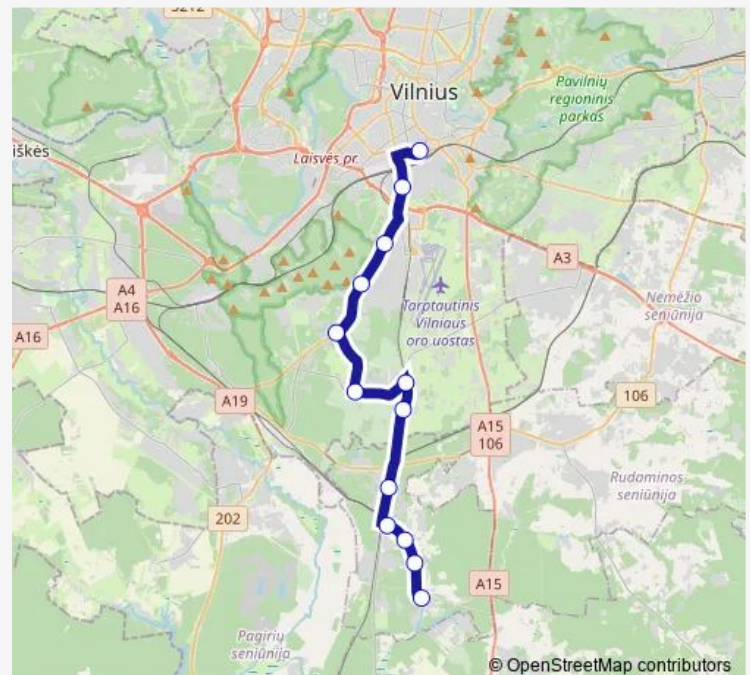 5212
Vilnius
Pavilnių
regioninis
parkas
iškės
Laisvės pr.
A3
A4
A16
Tarptautinis
Vilniaus
oro uostas
Nemėžio
seniūnija
A16
A19
106
A15
106
Rudaminos
seniūnija
202
A15
Pagirių
seniūnija
© OpenStreetMap contributors